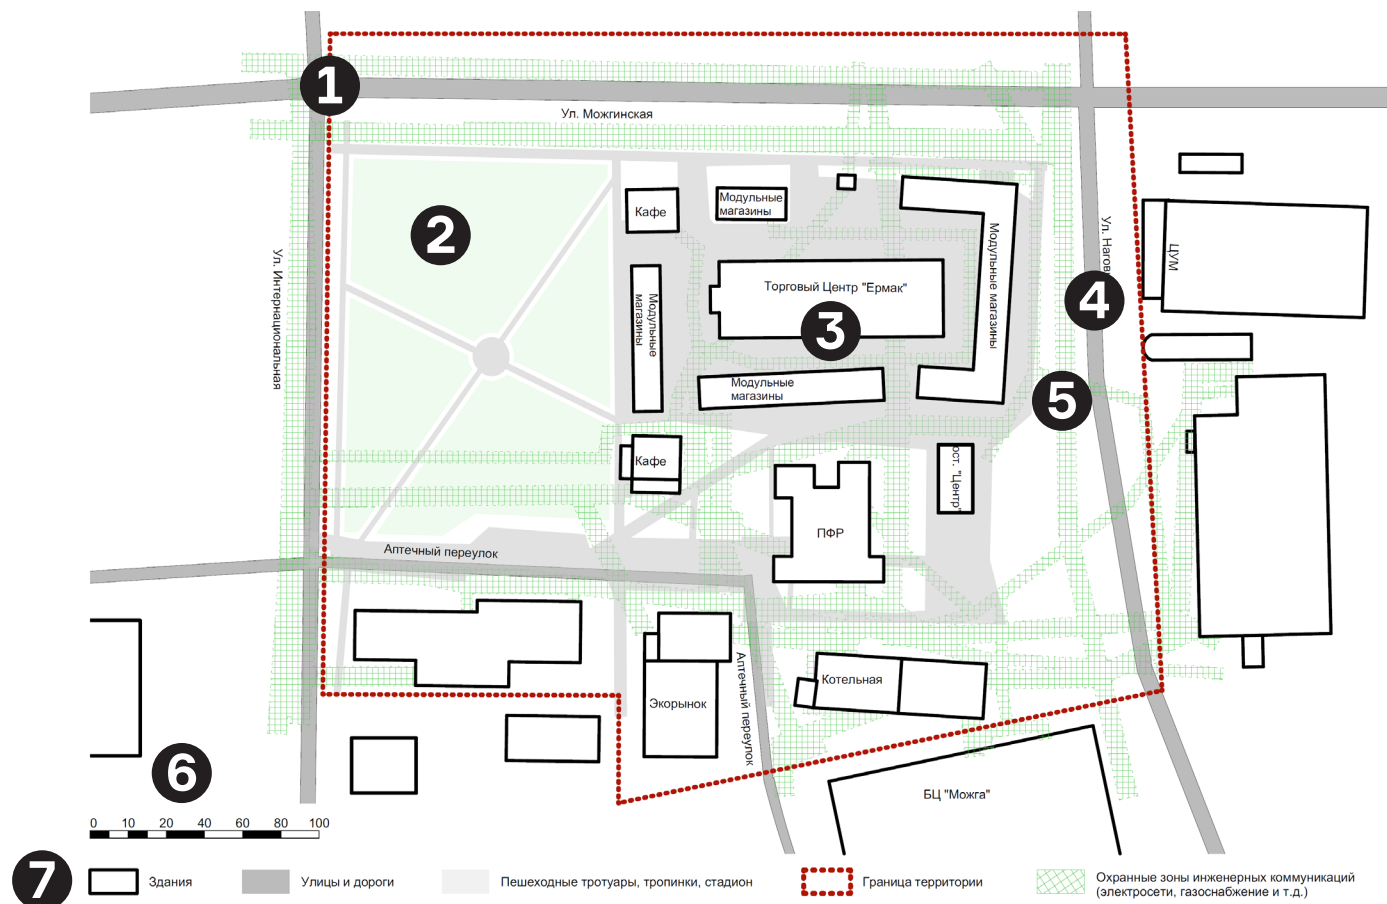 1
Ул. Можгинская
2
Кафе
Модульные
магазины
Ул. Интернациональная
Модульные
магазины
Торговый Центр "Ермак"
3
Модульные магазины
Ул. Нагов
4
ЦУМ
Модульные
магазины
5
Кафе
ост. "Центр"
ПФР
Аптечный переулок
Экорынок
Аптечный переулок
Котельная
6
БЦ "Можга"
0 10 20 40 60 80 100
7
Здания
Улицы и дороги
Пешеходные тротуары, тропинки, стадион
Граница территории
Охранные зоны инженерных коммуникаций
(электросети, газоснабжение и т.д.)